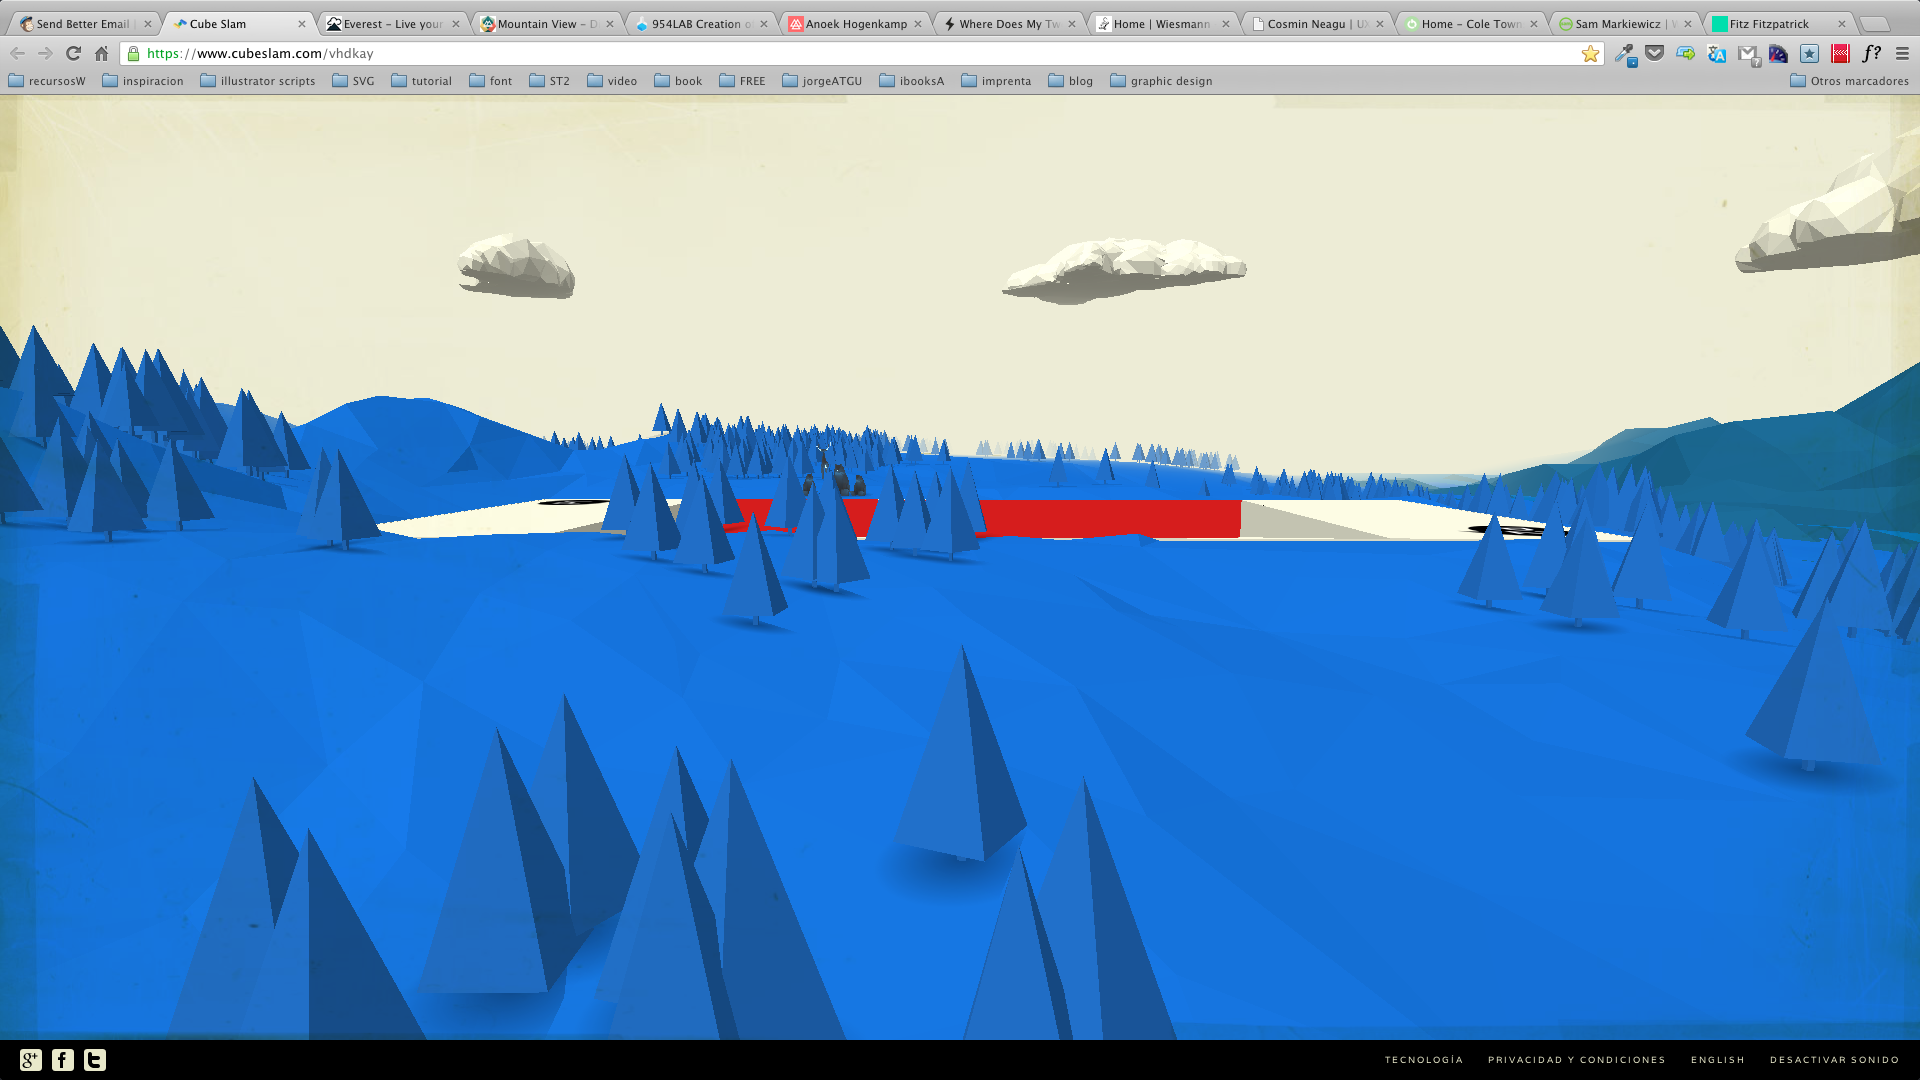 Send Better Email
Cube Slam
Everest – Live your
Mountain View – D
954LAB Creation o
Anoek Hogenkamp
Where Does My Tw
Home | Wiesmann
Cosmin Neagu | UX
Home – Cole Town
Sam Markiewicz | W
Fitz Fitzpatrick
https://www.cubeslam.com/vhdkay
f?
recursosW
inspiracion
illustrator scripts
SVG
tutorial
font
ST2
video
book
FREE
jorgeATGU
ibooksA
imprenta
blog
graphic design
Otros marcadores
g+
f
t
TECNOLOGÍA
PRIVACIDAD Y CONDICIONES
ENGLISH
DESACTIVAR SONIDO